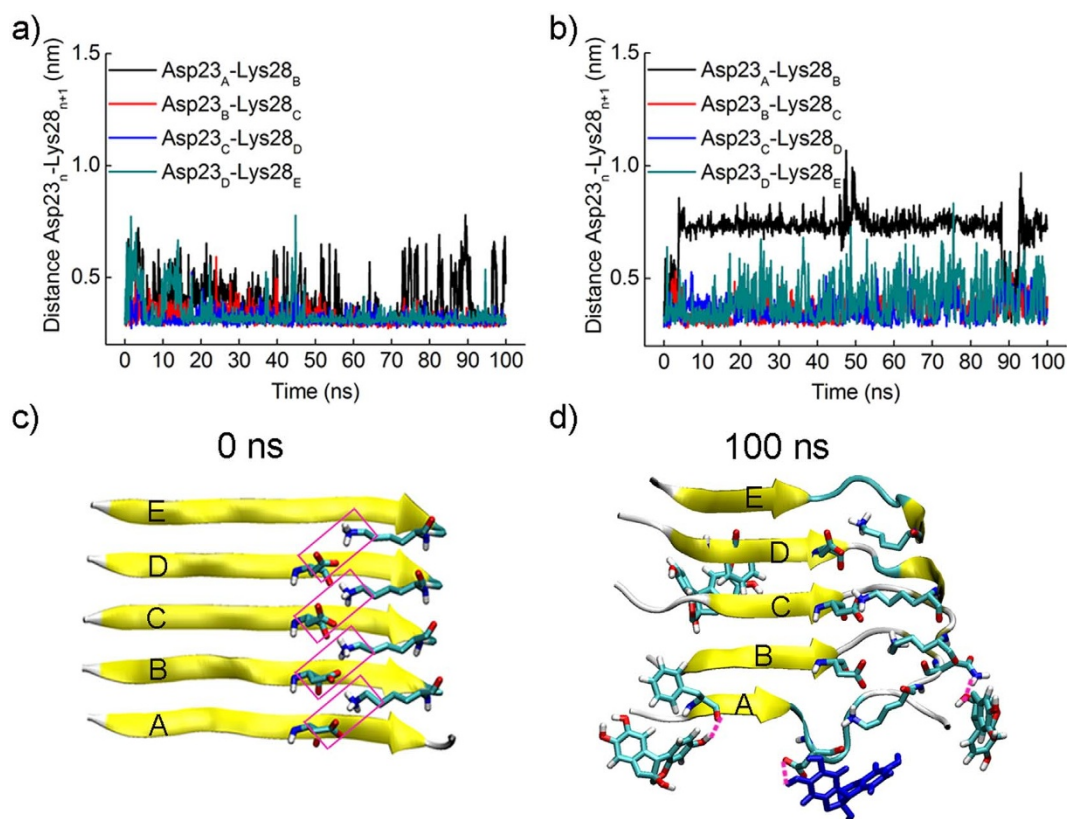 a)
Distance Asp23n-Lys28n+1 (nm)
1.5
1.0
0.5
Asp23A-Lys28B
Asp23B-Lys28C
Asp23C-Lys28D
Asp23D-Lys28E
0 10 20 30 40 50 60 70 80 90 100
Time (ns)
b)
Distance Asp23n-Lys28n+1 (nm)
1.5
1.0
0.5
Asp23A-Lys28B
Asp23B-Lys28C
Asp23C-Lys28D
Asp23D-Lys28E
0 10 20 30 40 50 60 70 80 90 100
Time (ns)
c)
0 ns
E
D
C
B
A
d)
100 ns
E
D
C
B
A